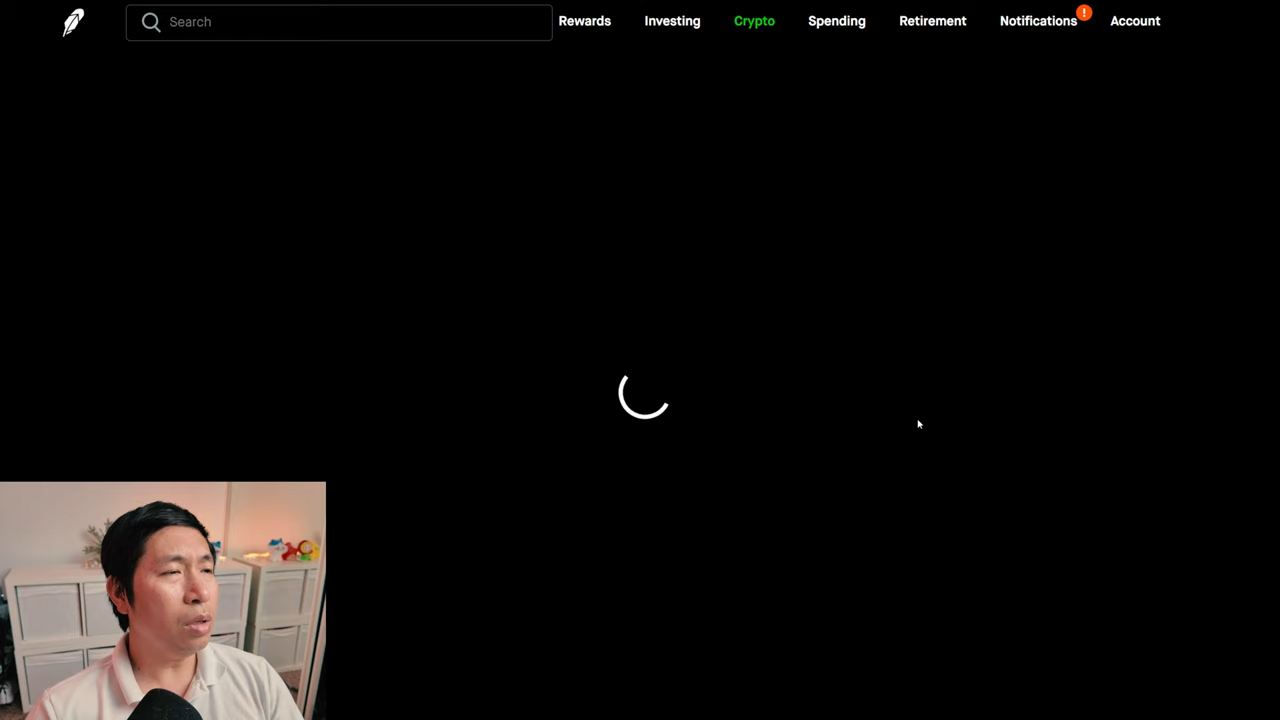 Search
Rewards
Investing
Crypto
Spending
Retirement
Notifications
!
Account